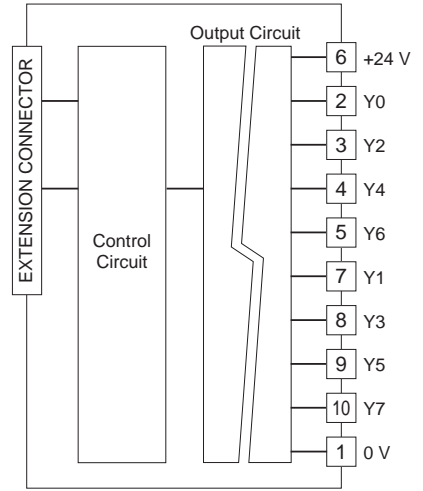 Output Circuit
EXTENSION CONNECTOR
Control
Circuit
6 +24 V
2 Y0
3 Y2
4 Y4
5 Y6
7 Y1
8 Y3
9 Y5
10 Y7
1 0 V